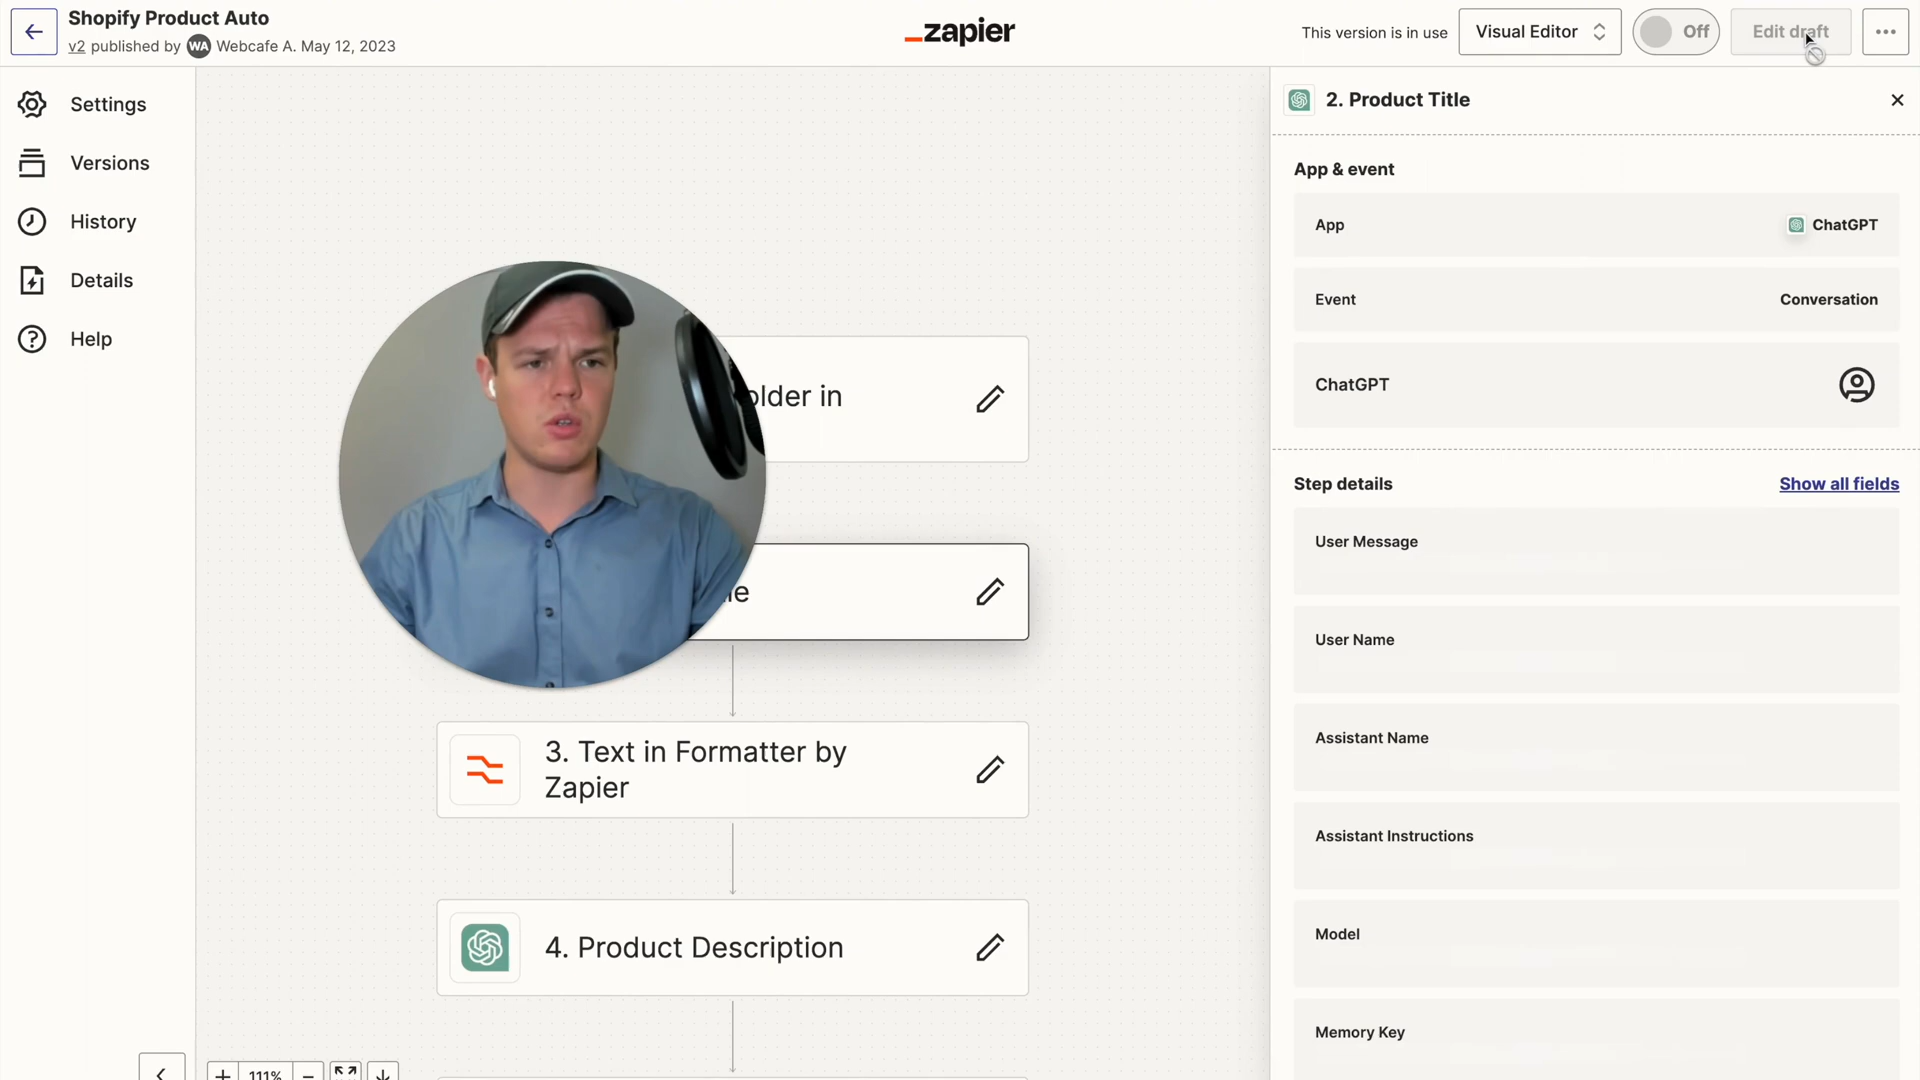 Shopify Product Auto
v2 published by WA Webcafe A. May 12, 2023
_zapier
This version is in use
Visual Editor
Off
Edit draft
Settings
Versions
History
Details
Help
older in
le
3. Text in Formatter by
Zapier
4. Product Description
111%
2. Product Title
App & event
App
ChatGPT
Event
Conversation
ChatGPT
Step details
Show all fields
User Message
User Name
Assistant Name
Assistant Instructions
Model
Memory Key